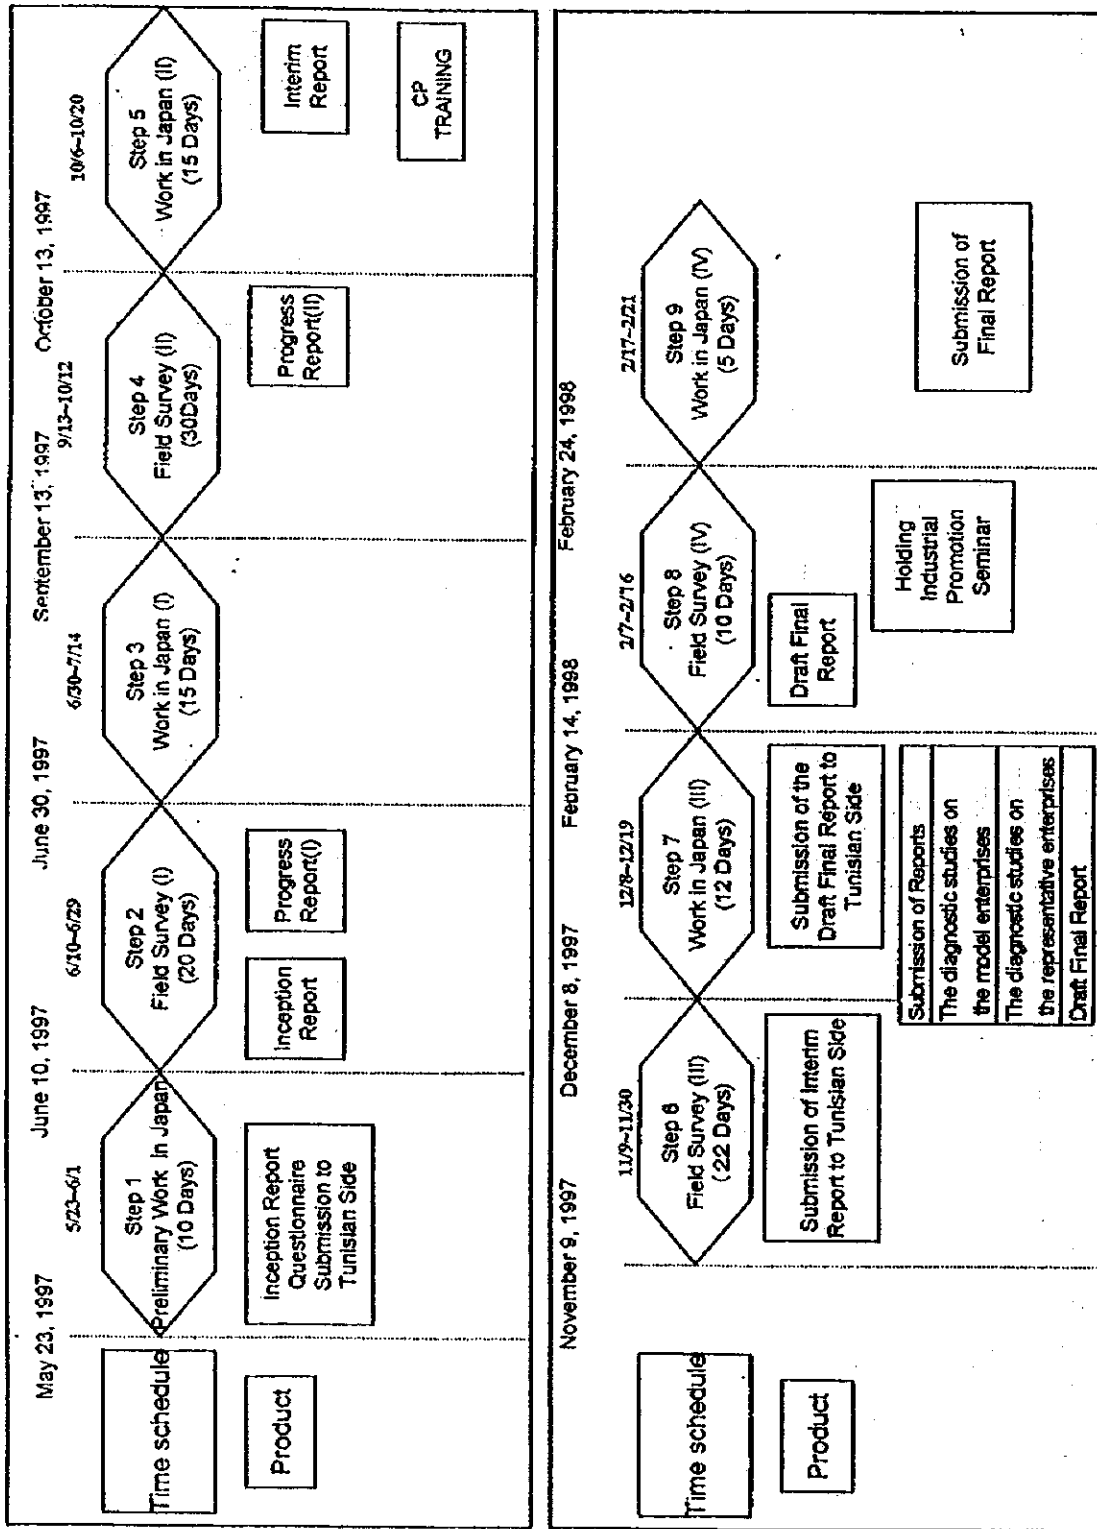 May 23, 1997
June 10, 1997
June 30, 1997
September 13, 1997
October 13, 1997
5/23~6/1
6/10~6/29
6/30~7/14
9/13~10/12
10/6~10/20
Time schedule
Step 1
Preliminary Work In Japan
(10 Days)
Step 2
Field Survey (I)
(20 Days)
Step 3
Work in Japan (I)
(15 Days)
Step 4
Field Survey (II)
(30Days)
Step 5
Work in Japan (II)
(15 Days)
Product
Inception Report
Questionnaire
Submission to
Tunisian Side
Inception
Report
Progress
Report(I)
Progress
Report(II)
Interim
Report
CP
TRAINING
November 9, 1997
December 8, 1997
February 14, 1998
February 24, 1998
11/9~11/30
12/8~12/19
2/7~2/16
2/17~2/21
Time schedule
Step 6
Field Survey (III)
(22 Days)
Step 7
Work in Japan (III)
(12 Days)
Step 8
Field Survey (IV)
(10 Days)
Step 9
Work in Japan (IV)
(5 Days)
Product
Submission of Interim
Report to Tunisian Side
Submission of the
Draft Final Report to
Tunisian Side
Submission of Reports
The diagnostic studies on
the model enterprises
The diagnostic studies on
the representative enterprises
Draft Final Report
Draft Final
Report
Holding
Industrial
Promotion
Seminar
Submission of
Final Report